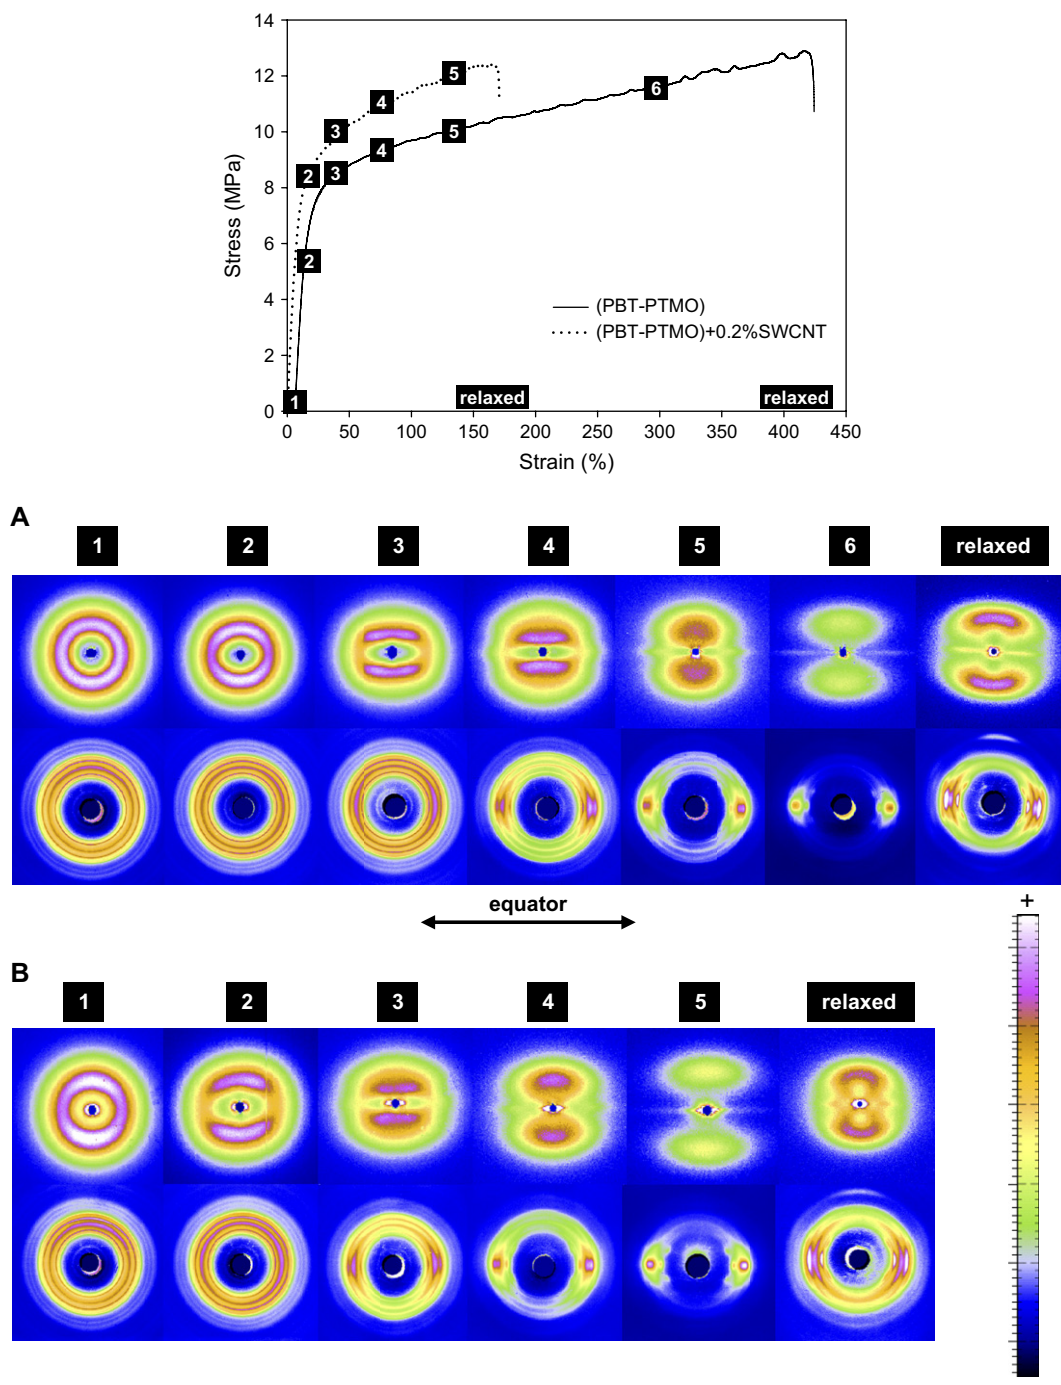 14
12
10
8
6
4
2
0
Stress (MPa)
5
4
3
2
6
5
4
3
2
1
(PBT-PTMO)
(PBT-PTMO)+0.2%SWCNT
relaxed relaxed
0 50 100 150 200 250 300 350 400 450
Strain (%)
A
1 2 3 4 5 6 relaxed
equator
+
B
1 2 3 4 5 relaxed